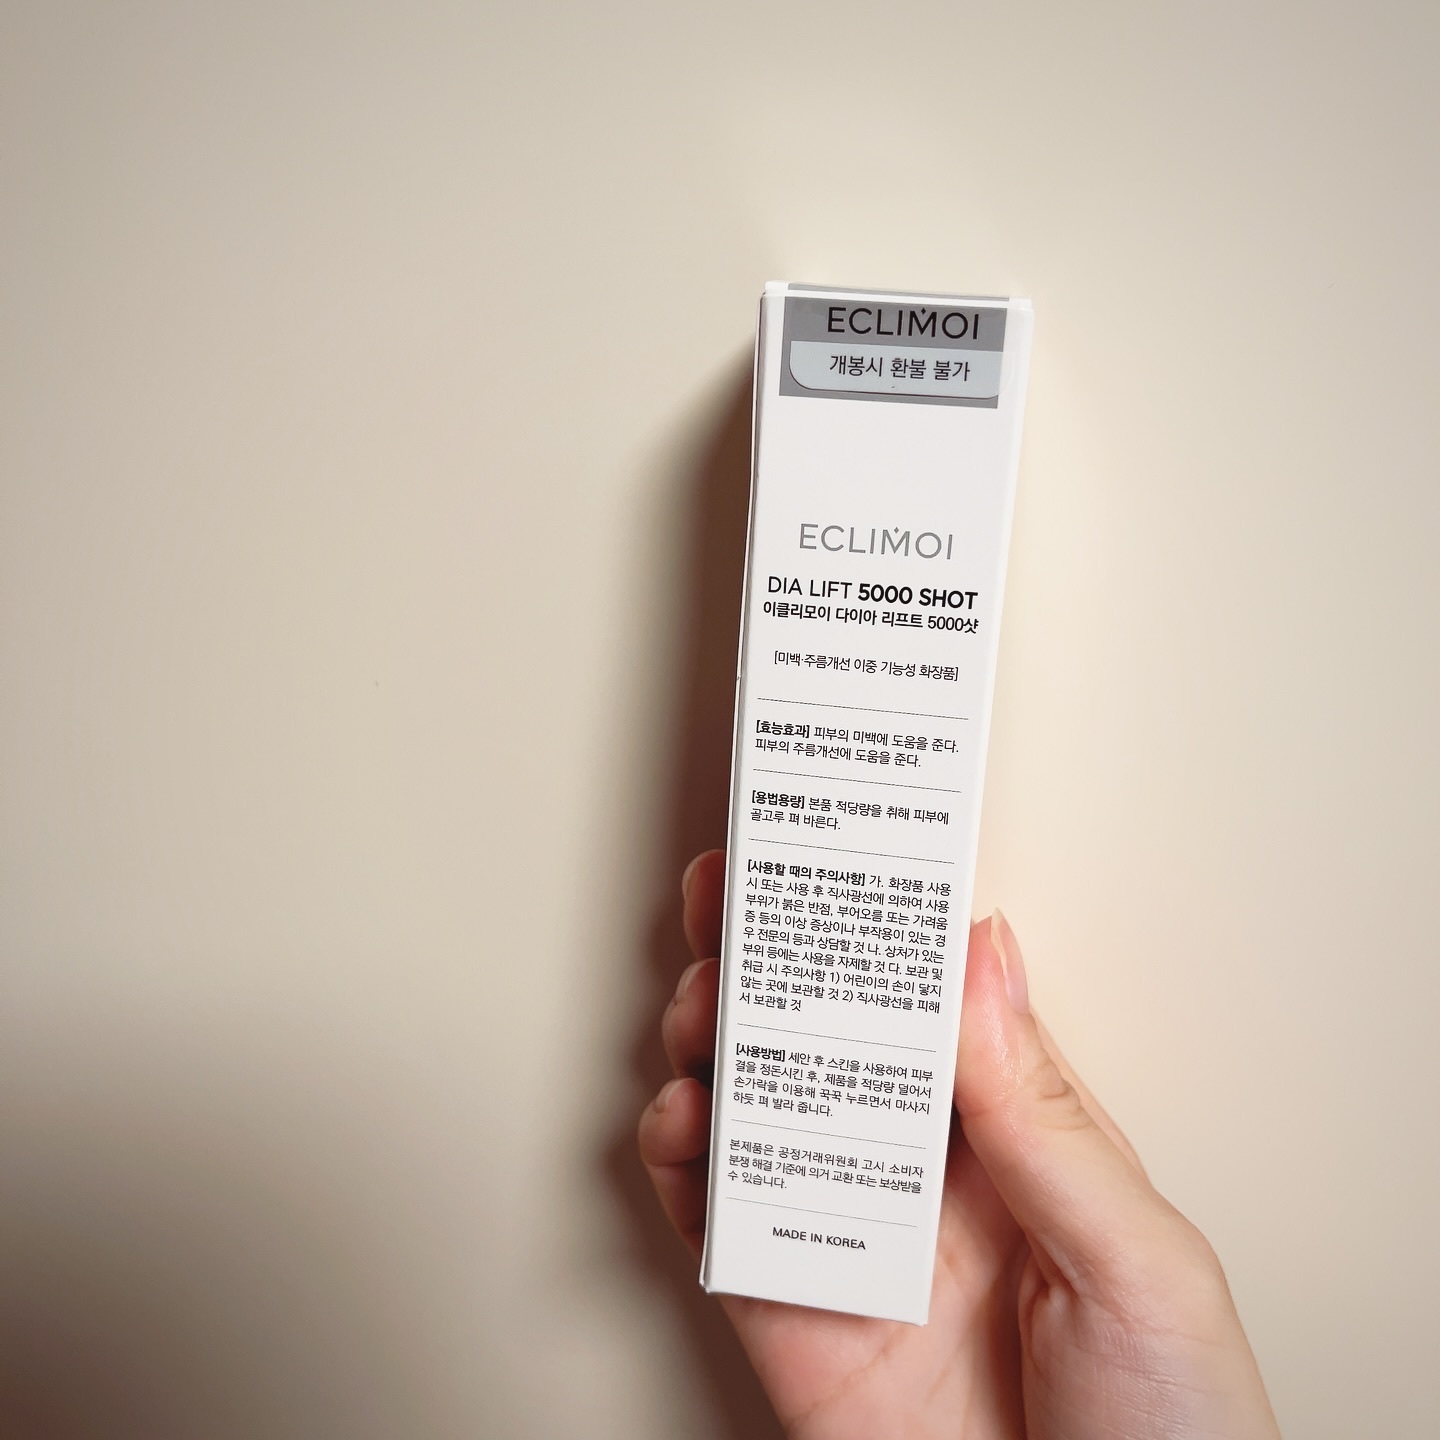 ECLIMOI
개봉시 환불 불가
ECLIMOI
DIA LIFT 5000 SHOT
이클리모이 다이아 리프트 5000샷
[미백·주름개선 이중 기능성 화장품]
[효능효과] 피부의 미백에 도움을 준다.
피부의 주름개선에 도움을 준다.
[용법용량] 본품 적당량을 취해 피부에
골고루 펴 바른다.
[사용할 때의 주의사항] 가. 화장품 사용
시 또는 사용 후 직사광선에 의하여 사용
부위가 붉은 반점, 부어오름 또는 가려움
증 등의 이상 증상이나 부작용이 있는 경
우 전문의 등과 상담할 것 나. 상처가 있는
부위 등에는 사용을 자제할 것 다. 보관 및
취급 시 주의사항 1) 어린이의 손이 닿지
않는 곳에 보관할 것 2) 직사광선을 피해
서 보관할 것
[사용방법] 세안 후 스킨을 사용하여 피부
결을 정돈시킨 후, 제품을 적당량 덜어서
손가락을 이용해 꾹꾹 누르면서 마사지
하듯 펴 발라 줍니다.
본제품은 공정거래위원회 고시 소비자
분쟁 해결 기준에 의거 교환 또는 보상받을
수 있습니다.
MADE IN KOREA